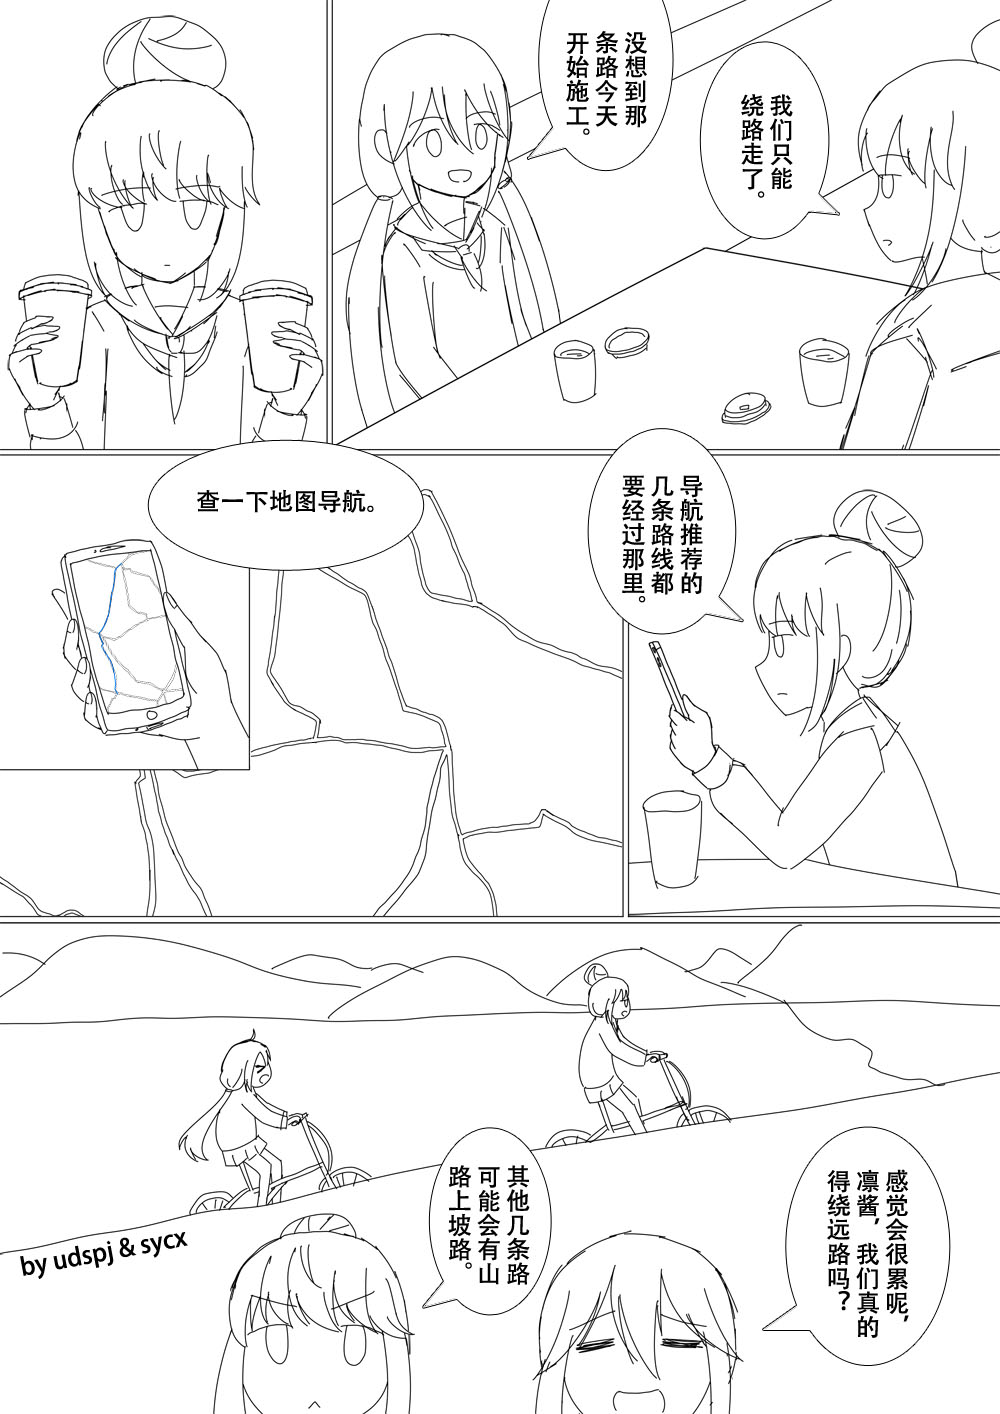 没想到那
条路今天
开始施工。
我们只能
绕路走了。
查一下地图导航。
导航推荐的
几条路线都
要经过那里。
其他几条路
可能会有山
路上坡路。
感觉会很累呢,
凛酱,我们真的
得绕远路吗?
by udspj & sycx